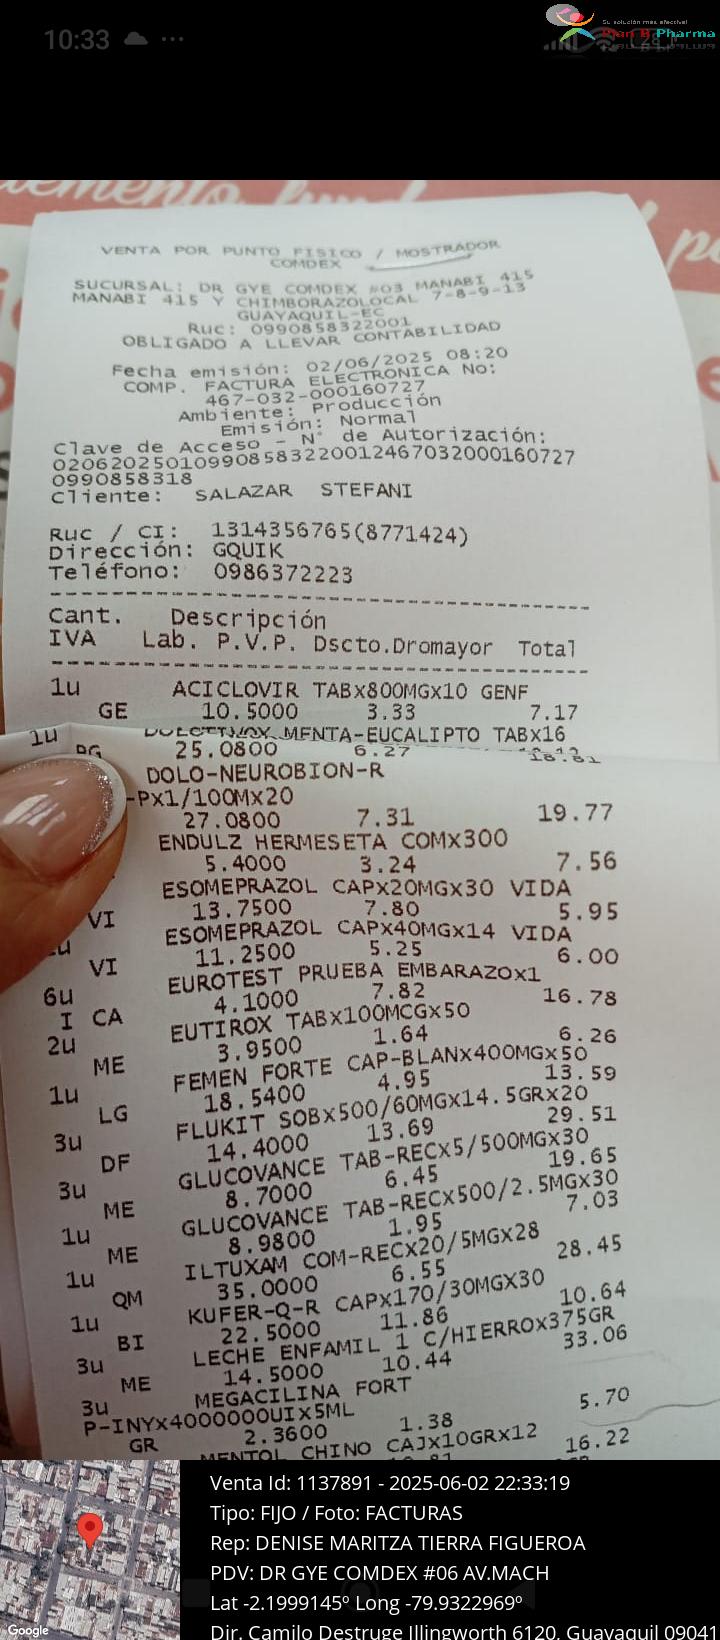 10:33
Su solución más efectiva!
Plan B Pharma
VENTA POR PUNTO FISICO / MOSTRADOR
COMDEX
SUCURSAL: DR GYE COMDEX #03 MANABI 415
MANABI 415 Y CHIMBORAZOLOCAL 7-8-9-13
GUAYAQUIL-EC
Ruc: 0990858322001
OBLIGADO A LLEVAR CONTABILIDAD
Fecha emisión: 02/06/2025 08:20
COMP. FACTURA ELECTRONICA No:
467-032-000160727
Ambiente: Producción
Emisión: Normal
Clave de Acceso - N° de Autorización:
020620250109908583220012467032000160727
0990858318
Cliente: SALAZAR STEFANI
Ruc / CI: 1314356765(8771424)
Dirección: GQUIK
Teléfono: 0986372223
Cant. Descripción
IVA Lab. P.V.P. Dscto.Dromayor Total
1u ACICLOVIR TABx800MGx10 GENF
GE 10.5000 3.33 7.17
1u MENTA-EUCALIPTO TABx16
25.0800 6.27 18.81
DOLO-NEUROBION-R
-Px1/100Mx20
27.0800 7.31 19.77
ENDULZ HERMESETA COMx300
5.4000 3.24 7.56
ESOMEPRAZOL CAPx20MGx30 VIDA
VI 13.7500 7.80 5.95
ESOMEPRAZOL CAPx40MGx14 VIDA
VI 11.2500 5.25 6.00
6u EUROTEST PRUEBA EMBARAZOx1
I CA 4.1000 7.82 16.78
2u EUTIROX TABx100MCGx50
ME 3.9500 1.64 6.26
1u FEMEN FORTE CAP-BLANx400MGx50
LG 18.5400 4.95 13.59
3u FLUKIT SOBx500/60MGx14.5GRx20
DF 14.4000 13.69 29.51
3u GLUCOVANCE TAB-RECx5/500MGx30
ME 8.7000 6.45 19.65
1u GLUCOVANCE TAB-RECx500/2.5MGx30
ME 8.9800 1.95 7.03
1u ILTUXAM COM-RECx20/5MGx28
QM 35.0000 6.55 28.45
1u KUFER-Q-R CAPx170/30MGx30
BI 22.5000 11.86 10.64
3u LECHE ENFAMIL 1 C/HIERROx375GR
ME 14.5000 10.44 33.06
3u MEGACILINA FORT
P-INYx4000000UIx5ML
GR 2.3600 1.38 5.70
MENTOL CHINO CAJx10GRx12
16.22
Venta Id: 1137891 - 2025-06-02 22:33:19
Tipo: FIJO / Foto: FACTURAS
Rep: DENISE MARITZA TIERRA FIGUEROA
PDV: DR GYE COMDEX #06 AV.MACH
Lat -2.1999145º Long -79.9322969º
Dir. Camilo Destruge Illingworth 6120, Guayaquil 09041
Google